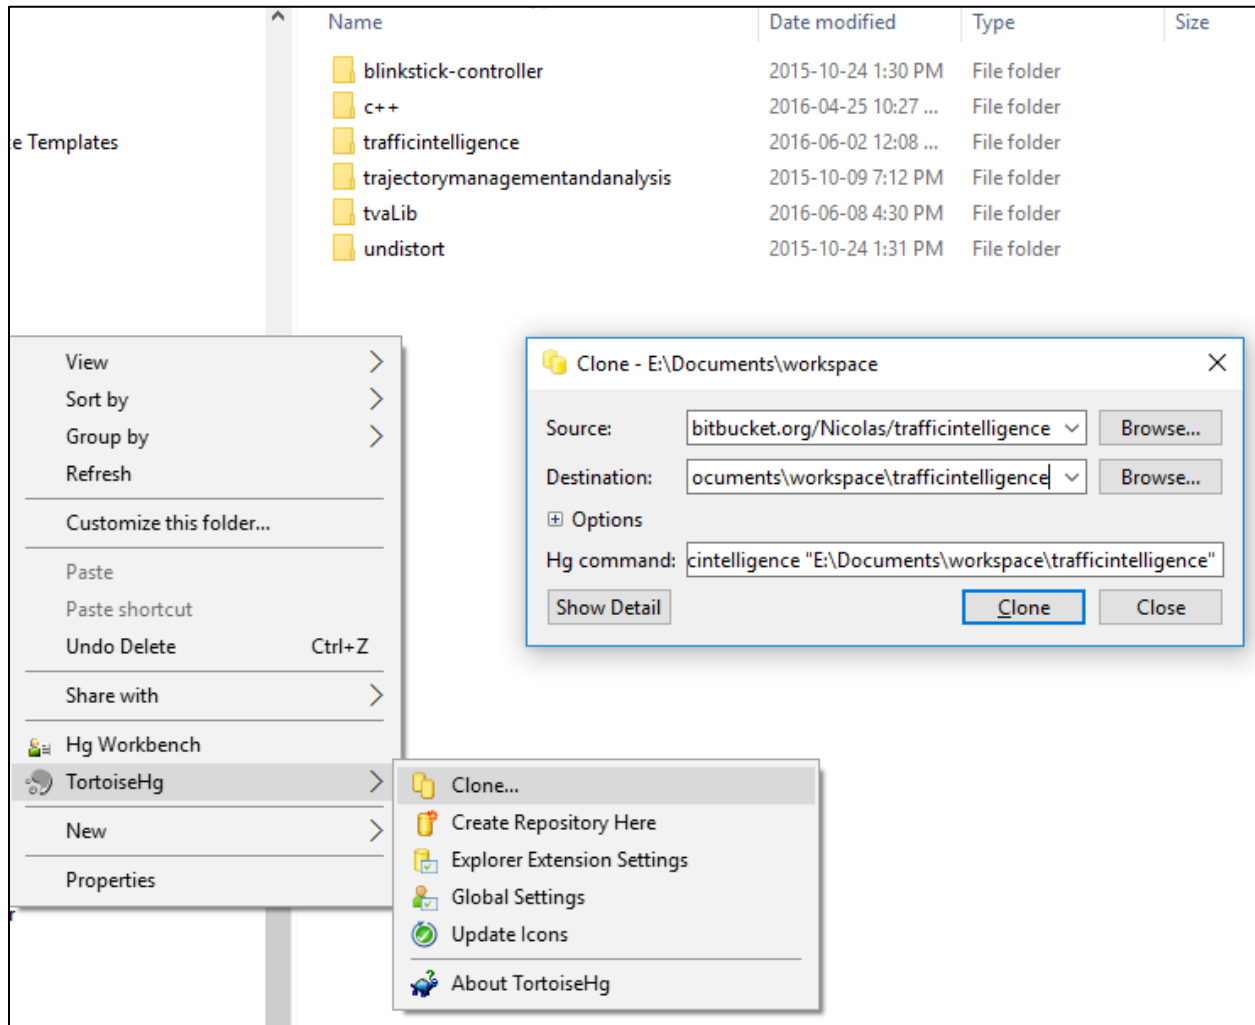 Name Date modified Type Size
blinkstick-controller 2015-10-24 1:30 PM File folder
c++ 2016-04-25 10:27 ... File folder
e Templates
trafficintelligence 2016-06-02 12:08 ... File folder
trajectorymanagementandanalysis 2015-10-09 7:12 PM File folder
tvaLib 2016-06-08 4:30 PM File folder
undistort 2015-10-24 1:31 PM File folder
View
Sort by
Group by
Refresh
Customize this folder...
Paste
Paste shortcut
Undo Delete Ctrl+Z
Share with
Hg Workbench
TortoiseHg
New
Properties
r
Clone...
Create Repository Here
Explorer Extension Settings
Global Settings
Update Icons
About TortoiseHg
Clone - E:\Documents\workspace
Source: bitbucket.org/Nicolas/trafficintelligence Browse...
Destination: ocuments\workspace\trafficintelligence Browse...
Options
Hg command: cintelligence "E:\Documents\workspace\trafficintelligence"
Show Detail Clone Close